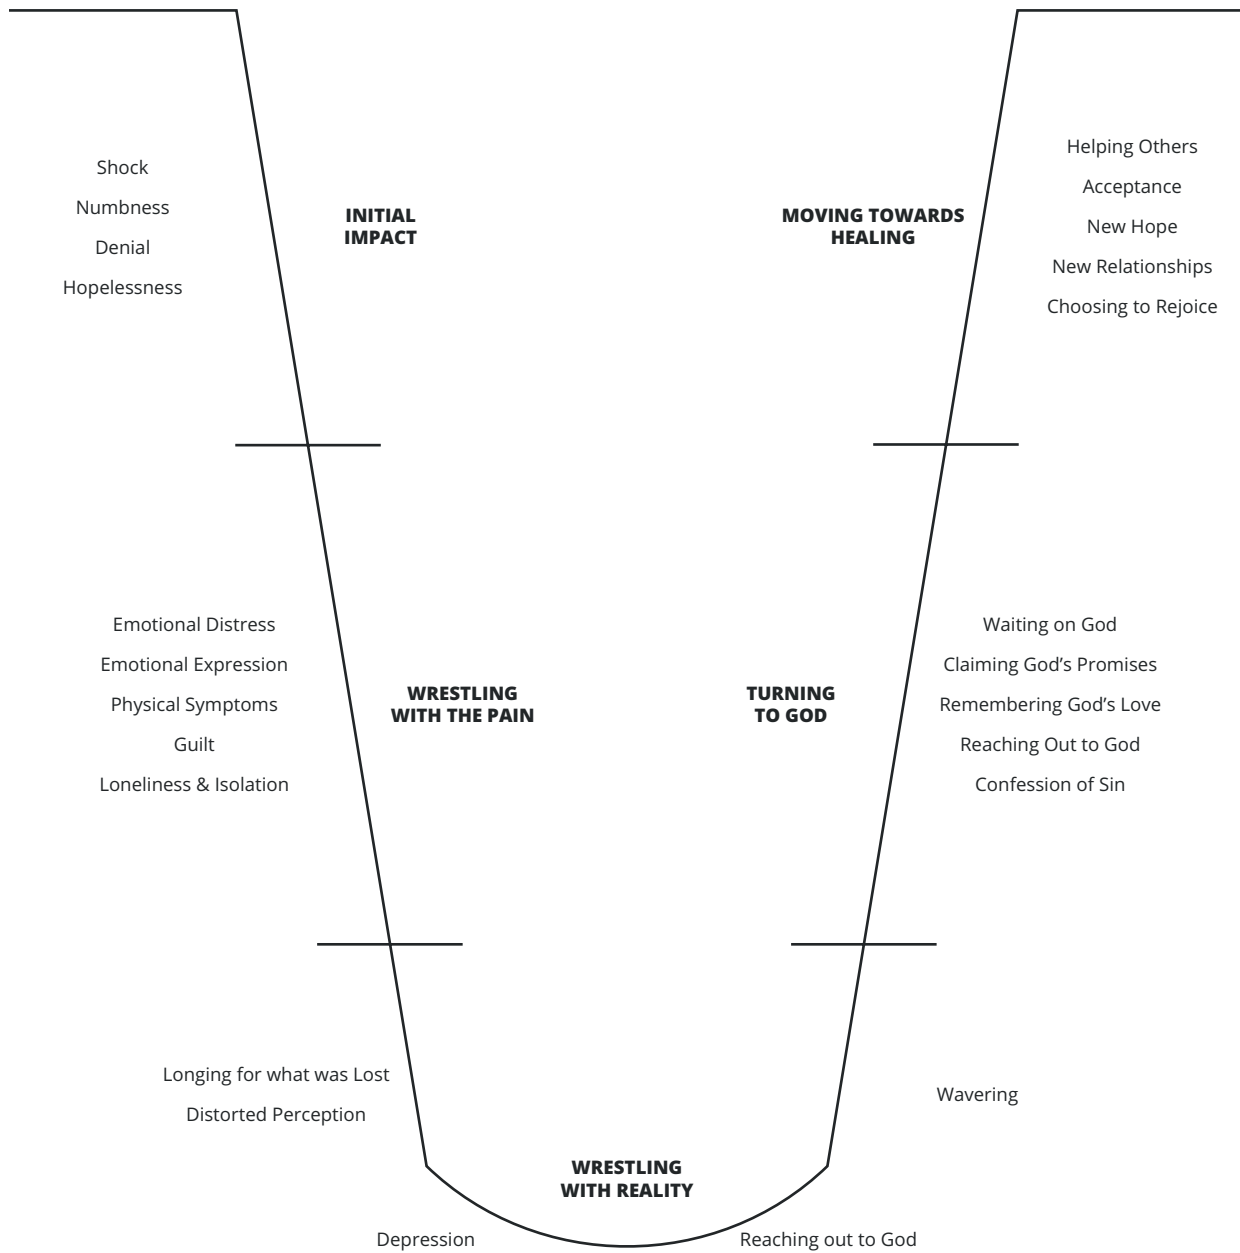 Shock
Numbness
Denial
Hopelessness
INITIAL
IMPACT
MOVING TOWARDS
HEALING
Helping Others
Acceptance
New Hope
New Relationships
Choosing to Rejoice
Emotional Distress
Emotional Expression
Physical Symptoms
Guilt
Loneliness & Isolation
WRESTLING
WITH THE PAIN
TURNING
TO GOD
Waiting on God
Claiming God’s Promises
Remembering God’s Love
Reaching Out to God
Confession of Sin
Longing for what was Lost
Distorted Perception
Wavering
WRESTLING
WITH REALITY
Depression
Reaching out to God